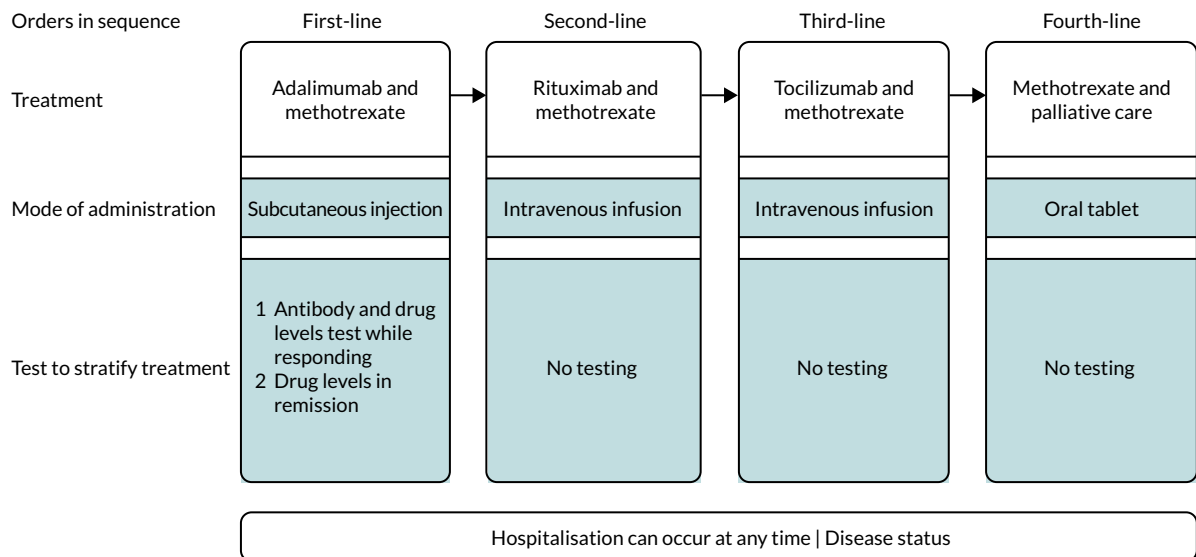 Orders in sequence First-line Second-line Third-line Fourth-line
Treatment
Adalimumab and
methotrexate
Rituximab and
methotrexate
Tocilizumab and
methotrexate
Methotrexate and
palliative care
Mode of administration Subcutaneous injection Intravenous infusion Intravenous infusion Oral tablet
Test to stratify treatment
1 Antibody and drug
levels test while
responding
2 Drug levels in
remission
No testing
No testing
No testing
Hospitalisation can occur at any time | Disease status